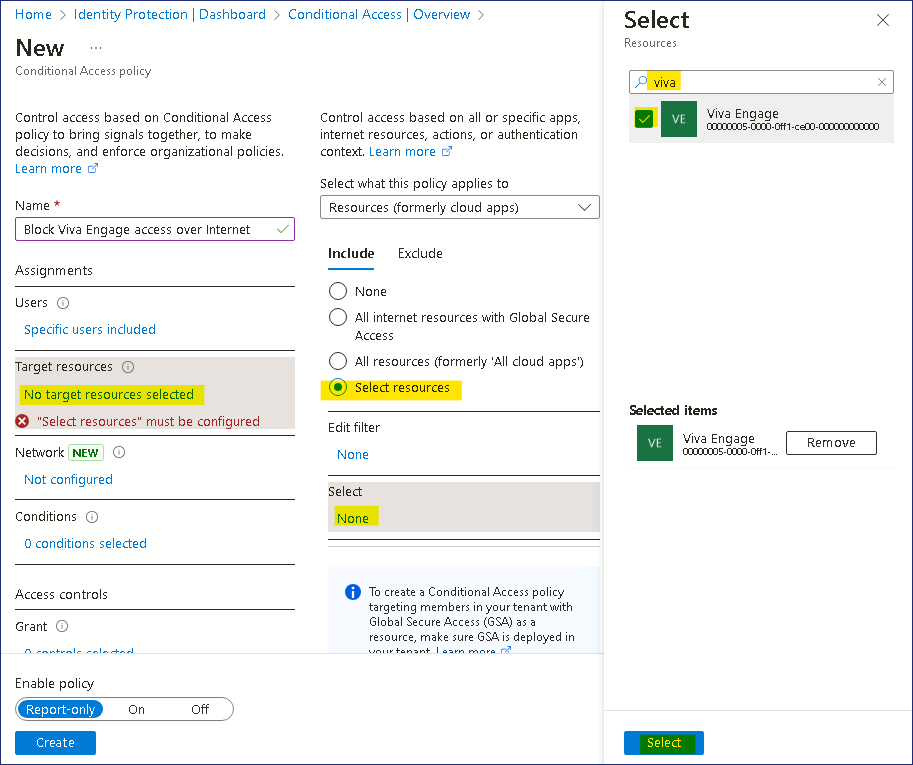 Home > Identity Protection | Dashboard > Conditional Access | Overview >
New ...
Conditional Access policy
Control access based on Conditional Access
policy to bring signals together, to make
decisions, and enforce organizational policies.
Learn more
Name *
Block Viva Engage access over Internet
Assignments
Users
Specific users included
Target resources
No target resources selected
"Select resources" must be configured
Network NEW
Not configured
Conditions
0 conditions selected
Access controls
Grant
0 controls selected
Enable policy
Report-only On Off
Create
Control access based on all or specific apps,
internet resources, actions, or authentication
context. Learn more
Select what this policy applies to
Resources (formerly cloud apps)
Include Exclude
None
All internet resources with Global Secure
Access
All resources (formerly 'All cloud apps')
Select resources
Edit filter
None
Select
None
To create a Conditional Access policy
targeting members in your tenant with
Global Secure Access (GSA) as a
resource, make sure GSA is deployed in
your tenant. Learn more
Select
Resources
viva
VE Viva Engage
00000005-0000-0ff1-ce00-000000000000
Selected items
VE Viva Engage
00000005-0000-0ff1-...
Remove
Select